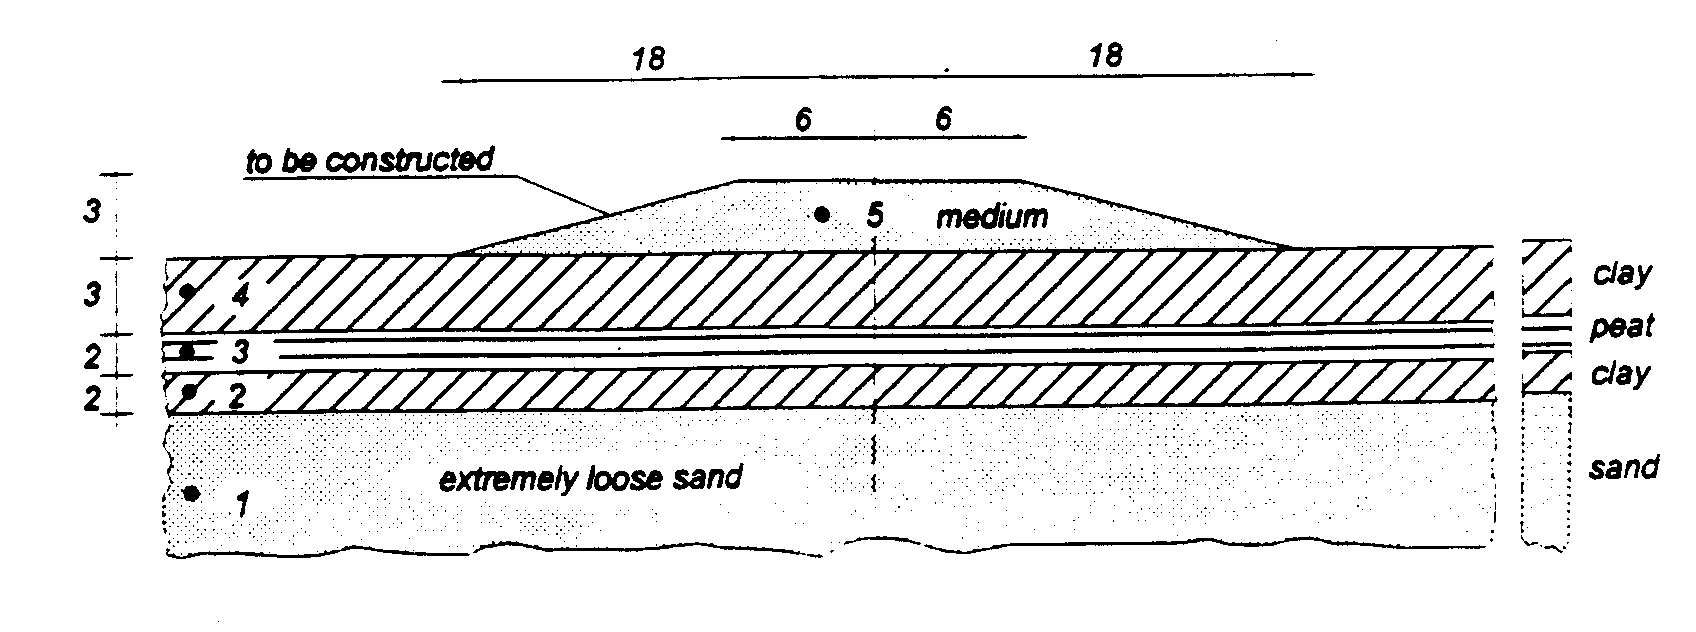 18 18
6 6
to be constructed
3
5 medium
3
4
clay
peat
2
3
clay
2
2
extremely loose sand
sand
1